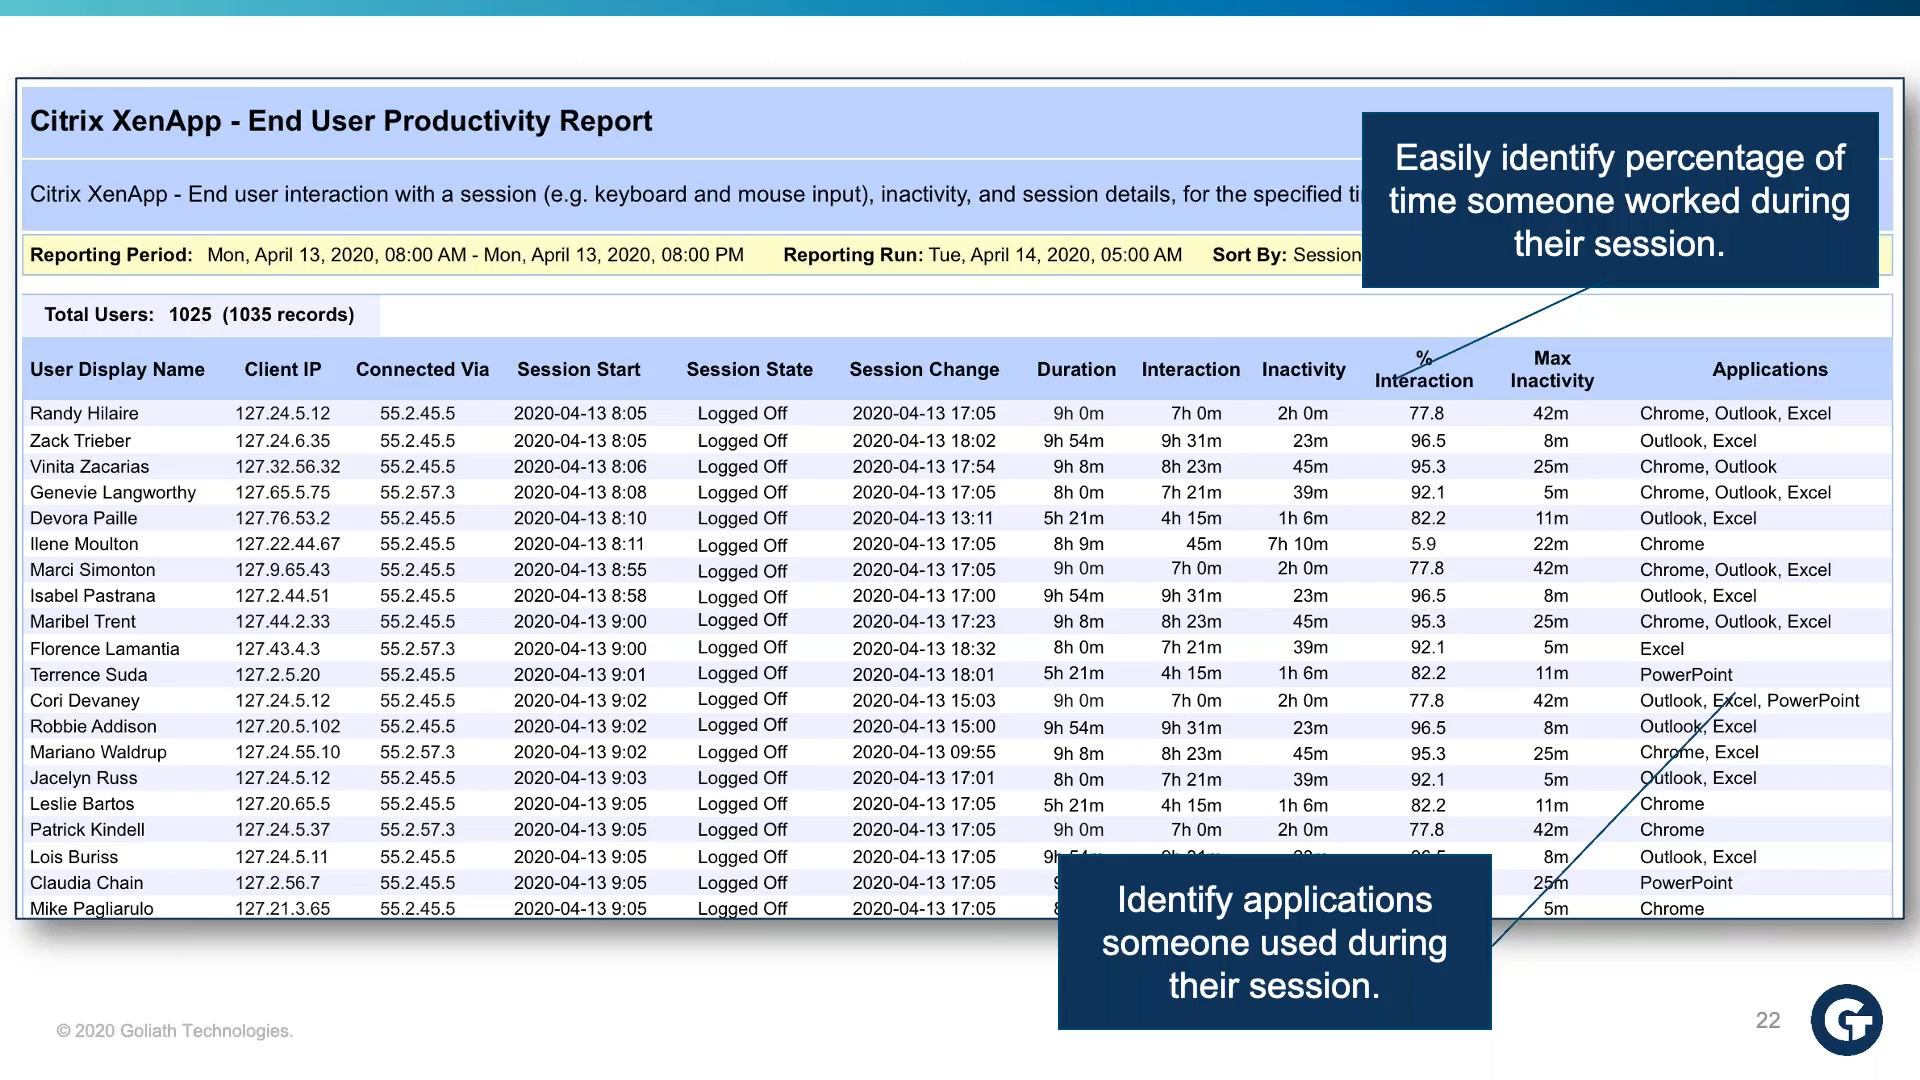 Citrix XenApp - End User Productivity Report
Citrix XenApp - End user interaction with a session (e.g. keyboard and mouse input), inactivity, and session details, for the specified
Easily identify percentage of
time someone worked during
their session.
Reporting Period: Mon, April 13, 2020, 08:00 AM - Mon, April 13, 2020, 08:00 PM Reporting Run: Tue, April 14, 2020, 05:00 AM Sort By: Session
Total Users: 1025 (1035 records)
User Display Name Client IP Connected Via Session Start Session State Session Change Duration Interaction Inactivity % Interaction Max Inactivity Applications
Randy Hilaire 127.24.5.12 55.2.45.5 2020-04-13 8:05 Logged Off 2020-04-13 17:05 9h 0m 7h 0m 2h 0m 77.8 42m Chrome, Outlook, Excel
Zack Trieber 127.24.6.35 55.2.45.5 2020-04-13 8:05 Logged Off 2020-04-13 18:02 9h 54m 9h 31m 23m 96.5 8m Outlook, Excel
Vinita Zacarias 127.32.56.32 55.2.45.5 2020-04-13 8:06 Logged Off 2020-04-13 17:54 9h 8m 8h 23m 45m 95.3 25m Chrome, Outlook
Genevie Langworthy 127.65.5.75 55.2.57.3 2020-04-13 8:08 Logged Off 2020-04-13 17:05 8h 0m 7h 21m 39m 92.1 5m Chrome, Outlook, Excel
Devora Paille 127.76.53.2 55.2.45.5 2020-04-13 8:10 Logged Off 2020-04-13 13:11 5h 21m 4h 15m 1h 6m 82.2 11m Outlook, Excel
Ilene Moulton 127.22.44.67 55.2.45.5 2020-04-13 8:11 Logged Off 2020-04-13 17:05 8h 9m 45m 7h 10m 5.9 22m Chrome
Marci Simonton 127.9.65.43 55.2.45.5 2020-04-13 8:55 Logged Off 2020-04-13 17:05 9h 0m 7h 0m 2h 0m 77.8 42m Chrome, Outlook, Excel
Isabel Pastrana 127.2.44.51 55.2.45.5 2020-04-13 8:58 Logged Off 2020-04-13 17:00 9h 54m 9h 31m 23m 96.5 8m Outlook, Excel
Maribel Trent 127.44.2.33 55.2.45.5 2020-04-13 9:00 Logged Off 2020-04-13 17:23 9h 8m 8h 23m 45m 95.3 25m Chrome, Outlook, Excel
Florence Lamantia 127.43.4.3 55.2.57.3 2020-04-13 9:00 Logged Off 2020-04-13 18:32 8h 0m 7h 21m 39m 92.1 5m Excel
Terrence Suda 127.2.5.20 55.2.45.5 2020-04-13 9:01 Logged Off 2020-04-13 18:01 5h 21m 4h 15m 1h 6m 82.2 11m PowerPoint
Cori Devaney 127.24.5.12 55.2.45.5 2020-04-13 9:02 Logged Off 2020-04-13 15:03 9h 0m 7h 0m 2h 0m 77.8 42m Outlook, Excel, PowerPoint
Robbie Addison 127.20.5.102 55.2.45.5 2020-04-13 9:02 Logged Off 2020-04-13 15:00 9h 54m 9h 31m 23m 96.5 8m Outlook, Excel
Mariano Waldrup 127.24.55.10 55.2.57.3 2020-04-13 9:02 Logged Off 2020-04-13 09:55 9h 8m 8h 23m 45m 95.3 25m Chrome, Excel
Jacelyn Russ 127.24.5.12 55.2.45.5 2020-04-13 9:03 Logged Off 2020-04-13 17:01 8h 0m 7h 21m 39m 92.1 5m Outlook, Excel
Leslie Bartos 127.20.65.5 55.2.45.5 2020-04-13 9:05 Logged Off 2020-04-13 17:05 5h 21m 4h 15m 1h 6m 82.2 11m Chrome
Patrick Kindell 127.24.5.37 55.2.57.3 2020-04-13 9:05 Logged Off 2020-04-13 17:05 9h 0m 7h 0m 2h 0m 77.8 42m Chrome
Lois Buriss 127.24.5.11 55.2.45.5 2020-04-13 9:05 Logged Off 2020-04-13 17:05 8m Outlook, Excel
Claudia Chain 127.2.56.7 55.2.45.5 2020-04-13 9:05 Logged Off 2020-04-13 17:05 25m PowerPoint
Mike Pagliarulo 127.21.3.65 55.2.45.5 2020-04-13 9:05 Logged Off 2020-04-13 17:05 5m Chrome
Identify applications
someone used during
their session.
© 2020 Goliath Technologies.
22